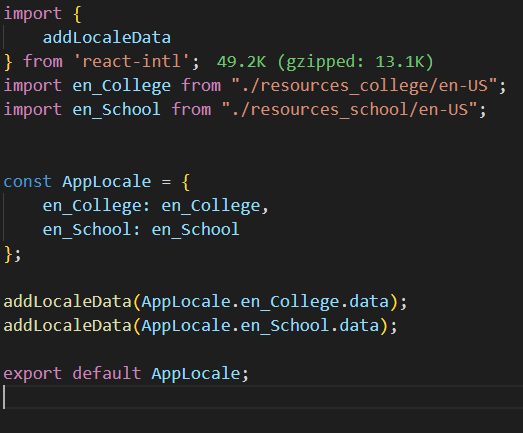 import {
    addLocaleData
} from 'react-intl';  49.2K (gzipped: 13.1K)
import en_College from "./resources_college/en-US";
import en_School from "./resources_school/en-US";
const AppLocale = {
    en_College: en_College,
    en_School: en_School
};
addLocaleData(AppLocale.en_College.data);
addLocaleData(AppLocale.en_School.data);
export default AppLocale;